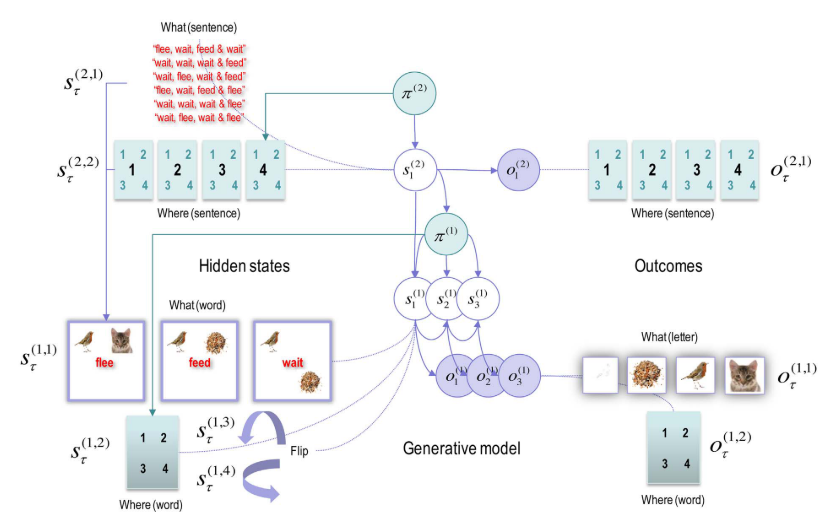 What (sentence)
"flee, wait, feed & wait"
"wait, wait, wait & feed"
"wait, flee, wait & feed"
"flee, wait, feed & flee"
"wait, wait, wait & flee"
"wait, flee, wait & flee"
s_τ^(2,1)
π^(2)
s_τ^(2,2)
1 2 1 3 4
1 2 2 3 4
1 2 3 3 4
1 2 4 3 4
s_1^(2)
o_1^(2)
1 2 1 3 4
1 2 2 3 4
1 2 3 3 4
1 2 4 3 4
o_τ^(2,1)
Where (sentence)
Where (sentence)
π^(1)
Hidden states
Outcomes
What (word)
s_1^(1)
s_2^(1)
s_3^(1)
What (letter)
s_τ^(1,1)
flee
feed
wait
o_1^(1)
o_2^(1)
o_3^(1)
o_τ^(1,1)
s_τ^(1,2)
1 2
3 4
s_τ^(1,3)
Flip
s_τ^(1,4)
Generative model
1 2
3 4
o_τ^(1,2)
Where (word)
Where (word)